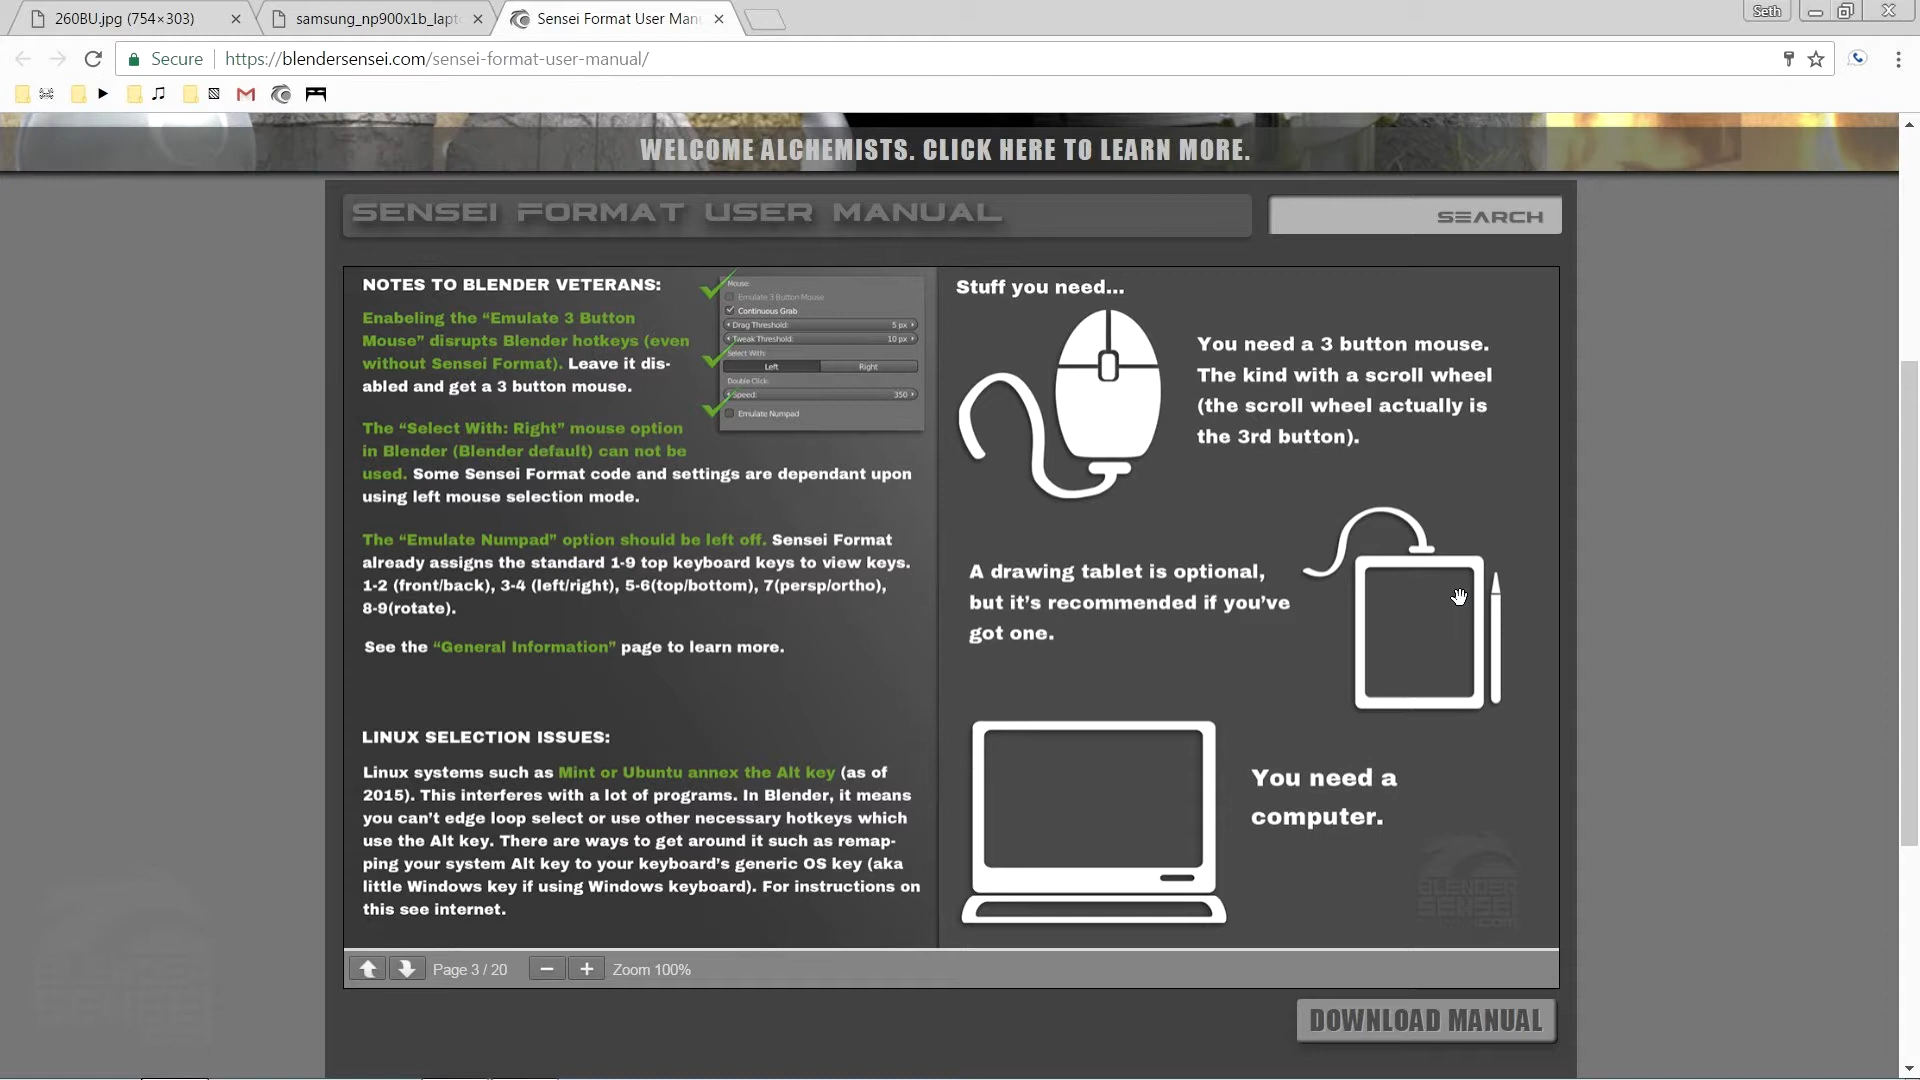 260BU.jpg (754×303)
samsung_np900x1b_lapt
Sensei Format User Man
Seth
Secure
https://blendersensei.com/sensei-format-user-manual/
WELCOME ALCHEMISTS. CLICK HERE TO LEARN MORE.
SENSEI FORMAT USER MANUAL
SEARCH
NOTES TO BLENDER VETERANS:
Enabeling the “Emulate 3 Button
Mouse” disrupts Blender hotkeys (even
without Sensei Format). Leave it dis-
abled and get a 3 button mouse.
The “Select With: Right” mouse option
in Blender (Blender default) can not be
used. Some Sensei Format code and settings are dependant upon
using left mouse selection mode.
The “Emulate Numpad” option should be left off. Sensei Format
already assigns the standard 1-9 top keyboard keys to view keys.
1-2 (front/back), 3-4 (left/right), 5-6(top/bottom), 7(persp/ortho),
8-9(rotate).
See the “General Information” page to learn more.
Mouse
Emulate 3 Button Mouse
Continuous Grab
Drag Threshold: 5 px
Tweak Threshold: 10 px
Select With:
Left Right
Double Click:
Speed: 350
Emulate Numpad
LINUX SELECTION ISSUES:
Linux systems such as Mint or Ubuntu annex the Alt key (as of
2015). This interferes with a lot of programs. In Blender, it means
you can’t edge loop select or use other necessary hotkeys which
use the Alt key. There are ways to get around it such as remap-
ping your system Alt key to your keyboard’s generic OS key (aka
little Windows key if using Windows keyboard). For instructions on
this see internet.
Stuff you need...
You need a 3 button mouse.
The kind with a scroll wheel
(the scroll wheel actually is
the 3rd button).
A drawing tablet is optional,
but it’s recommended if you’ve
got one.
You need a
computer.
BLENDER
SENSEI
.COM
Page 3 / 20
Zoom 100%
DOWNLOAD MANUAL
BLENDER
SENSEI